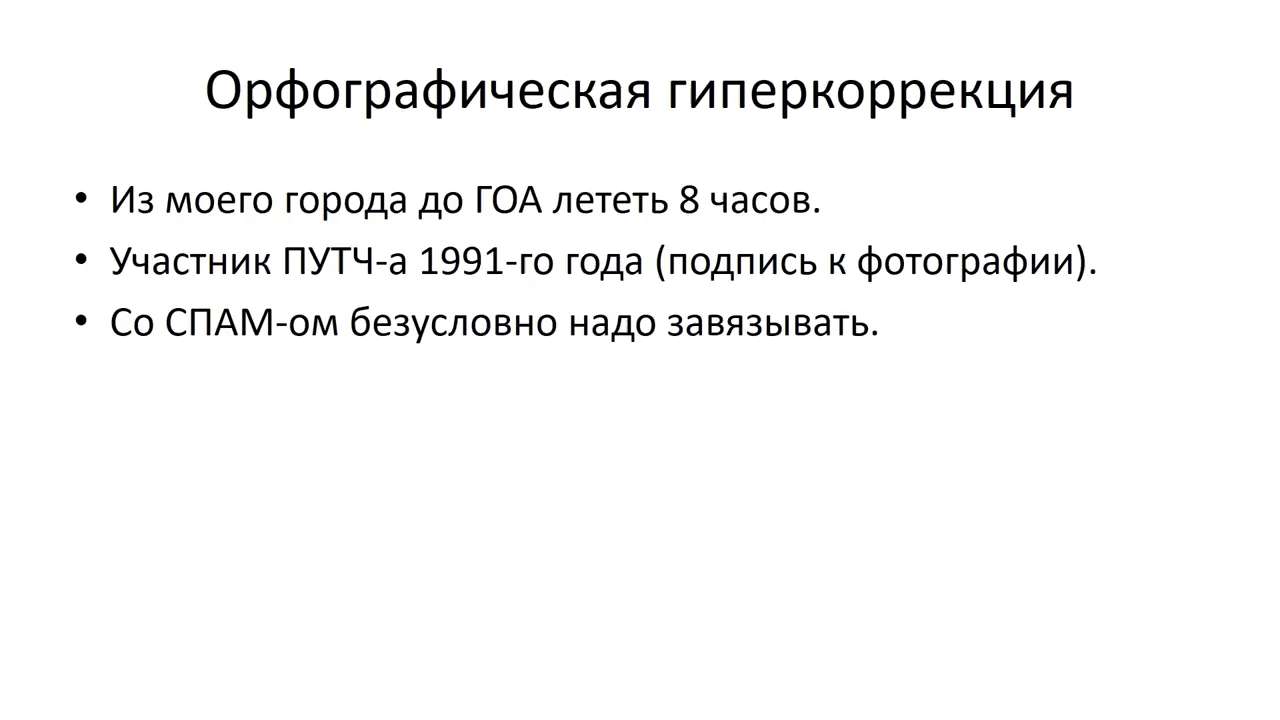 Орфографическая гиперкоррекция
• Из моего города до ГОА лететь 8 часов.
• Участник ПУТЧ-а 1991-го года (подпись к фотографии).
• Со СПАМ-ом безусловно надо завязывать.